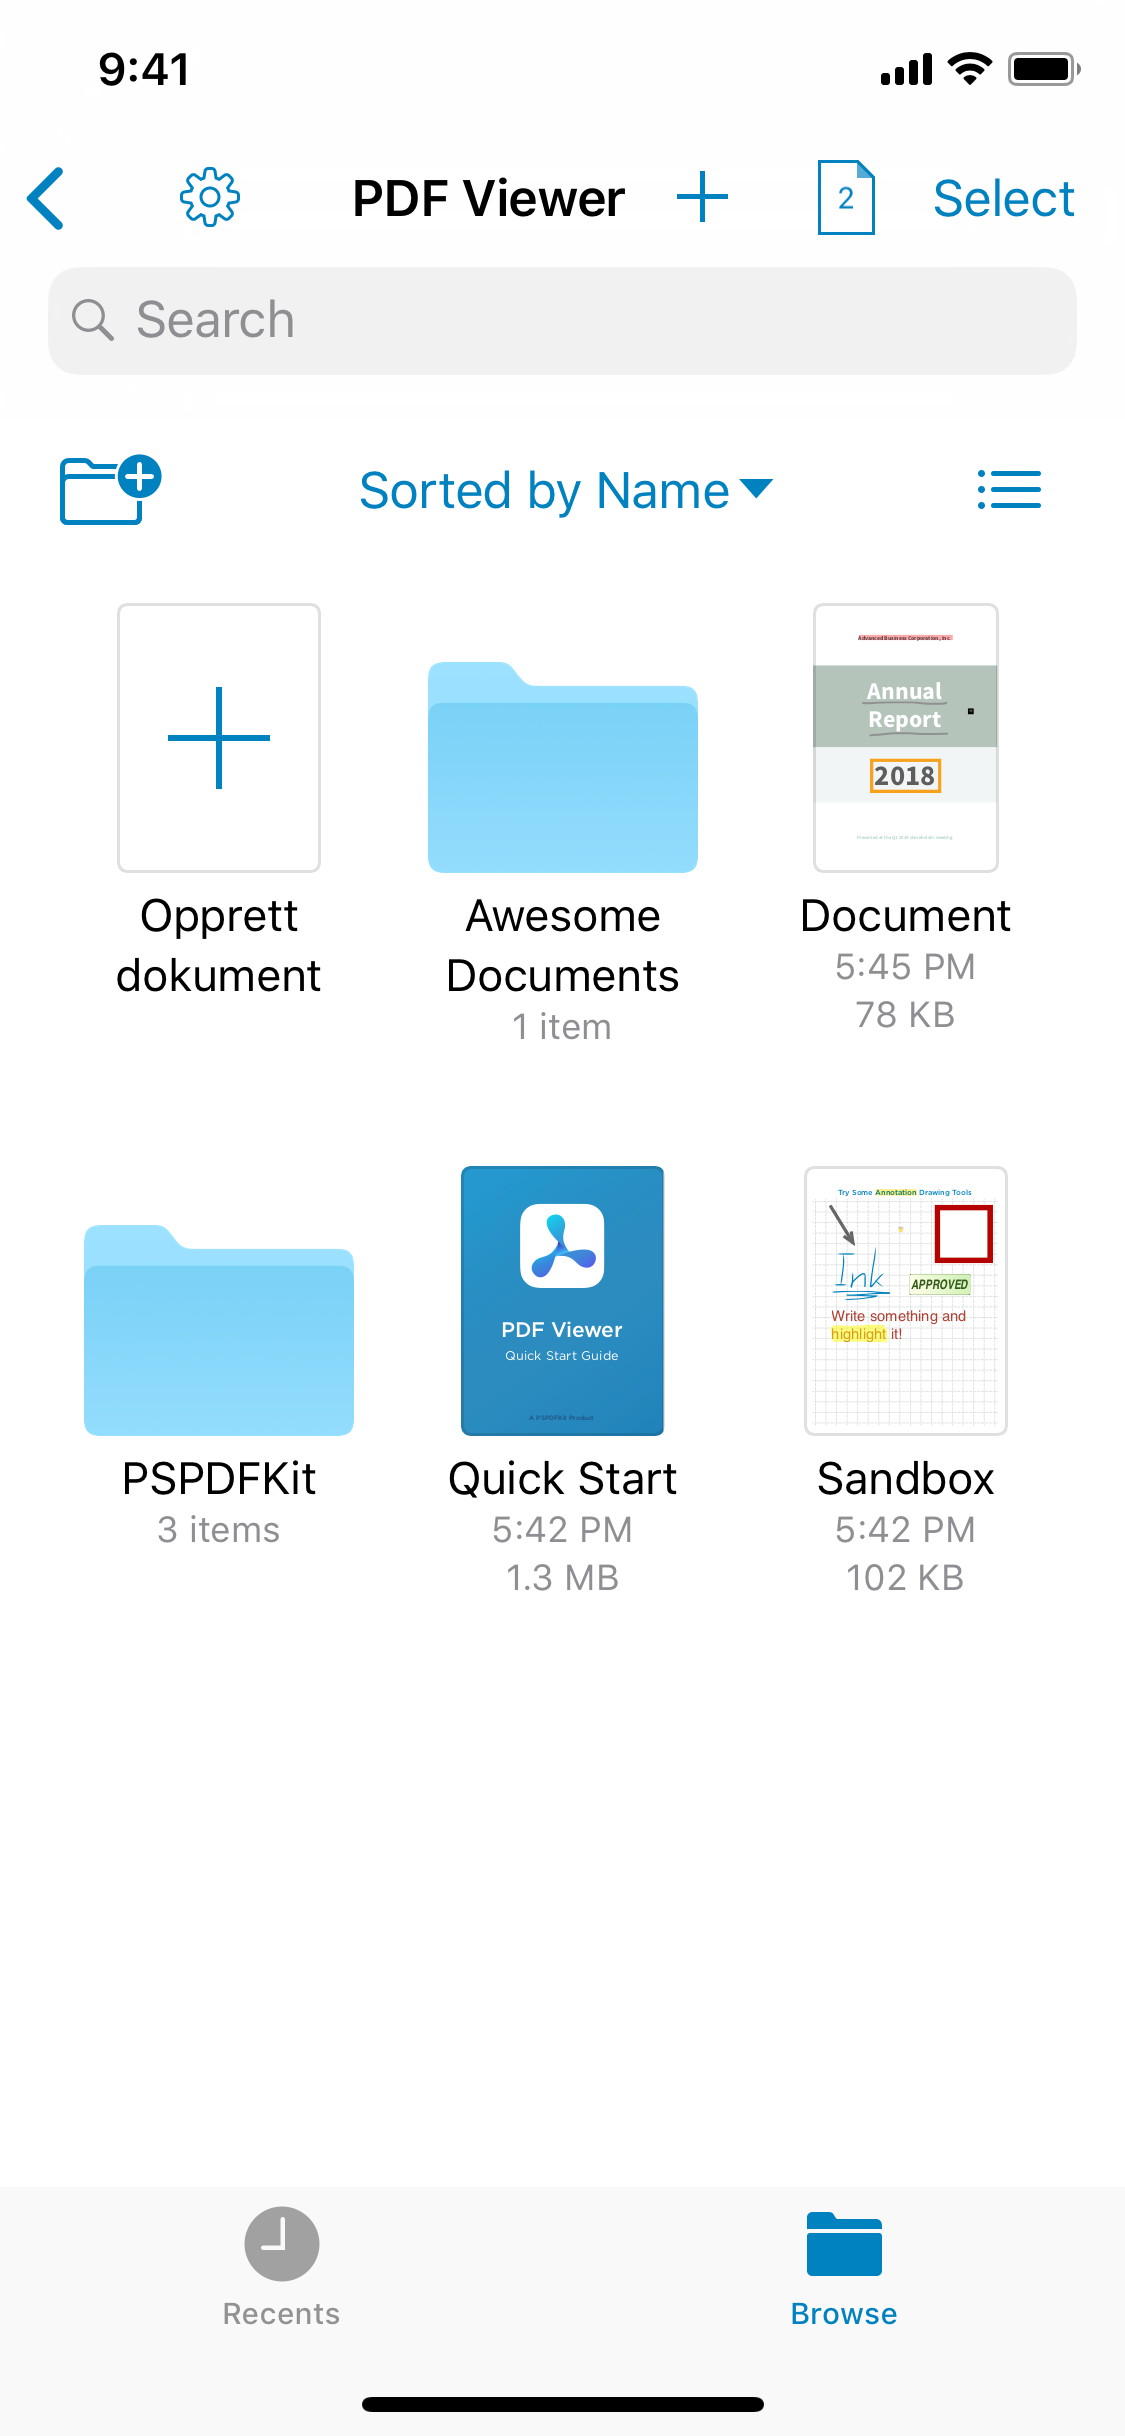 9:41
PDF Viewer
2
Select
Search
Sorted by Name
Advanced Business Corporation, Inc.
Annual
Report
2018
Opprett
dokument
Awesome
Documents
1 item
Document
5:45 PM
78 KB
PDF Viewer
Quick Start Guide
A PSPDFKit Product
Try Some Annotation Drawing Tools
Ink
APPROVED
Write something and
highlight it!
PSPDFKit
3 items
Quick Start
5:42 PM
1.3 MB
Sandbox
5:42 PM
102 KB
Recents
Browse